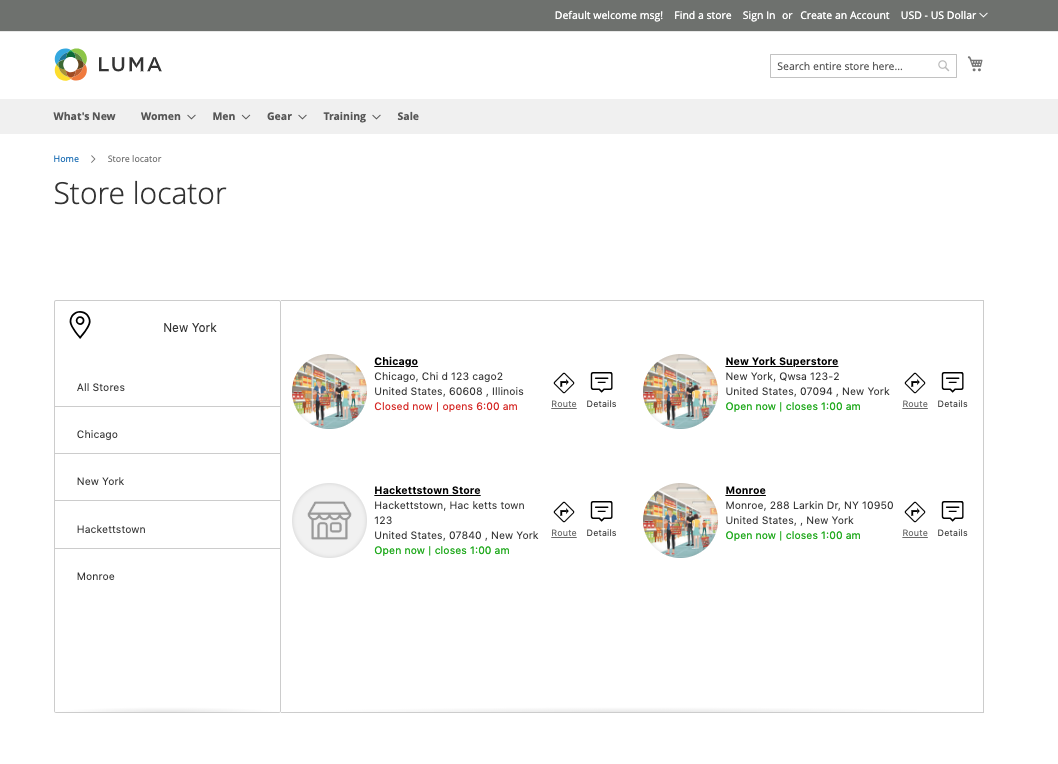 Default welcome msg! Find a store Sign In or Create an Account USD - US Dollar
LUMA
Search entire store here...
What's New Women Men Gear Training Sale
Home Store locator
Store locator
New York
All Stores
Chicago
New York
Hackettstown
Monroe
Chicago
Chicago, Chi d 123 cago2
United States, 60608 , Illinois
Closed now | opens 6:00 am
Route Details
New York Superstore
New York, Qwsa 123-2
United States, 07094 , New York
Open now | closes 1:00 am
Route Details
Hackettstown Store
Hackettstown, Hac ketts town
123
United States, 07840 , New York
Open now | closes 1:00 am
Route Details
Monroe
Monroe, 288 Larkin Dr, NY 10950
United States, , New York
Open now | closes 1:00 am
Route Details